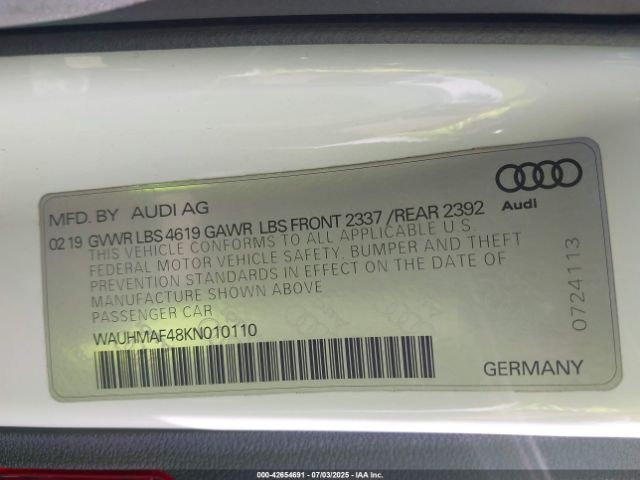 MFD. BY AUDI AG
Audi
02 19 GVWR LBS 4619 GAWR LBS FRONT 2337 /REAR 2392
THIS VEHICLE CONFORMS TO ALL APPLICABLE U.S
FEDERAL MOTOR VEHICLE SAFETY, BUMPER AND THEFT
PREVENTION STANDARDS IN EFFECT ON THE DATE OF
MANUFACTURE SHOWN ABOVE
PASSENGER CAR
WAUHMAF48KN010110
GERMANY
0724113
000-42654691 - 07/03/2025 - IAA Inc.